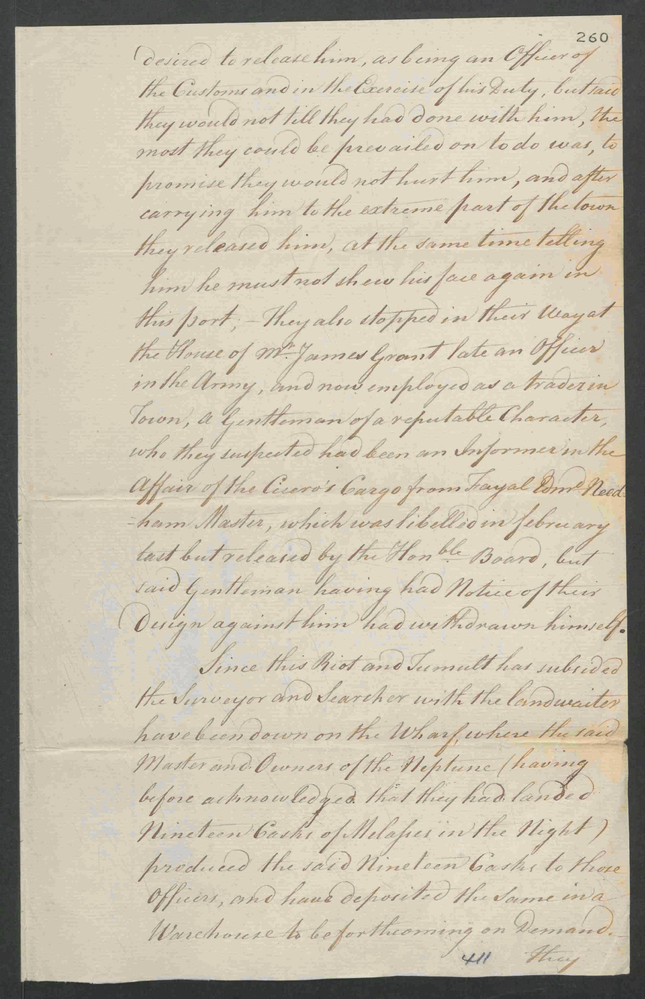 260
desired to release him, as being an Officer of
the Customs and in the Exercise of his Duty, but said
they would not till they had done with him, the
most they could be prevailed on to do was, to
promise they would not hurt him, and after
carrying him to the extreme part of the town
they released him, at the same time telling
him he must not shew his face again in
this port; – They also stopped in their way at
the House of Mr. James Grant late an Officer
in the Army, and now employed as a trader in
Town, a Gentleman of a reputable Character,
who they suspected had been an Informer in the
Affair of the Cicero's Cargo from Fayal Edmd. Need-
=ham Master, which was libelled in february
last but released by the Honble. Board, but
said Gentleman having had Notice of their
Design against him had withdrawn himself.
Since this Riot and Tumult has subsided
the Surveyor and Searcher with the landwaiter
have been down on the Wharf, where the said
Master and Owners of the Neptune (having
before acknowledged that they had landed
Nineteen Casks of Melasses in the Night)
produced the said Nineteen Casks to those
Officers, and have deposited the Same in a
Warehouse to be forthcoming on Demand.
411 They